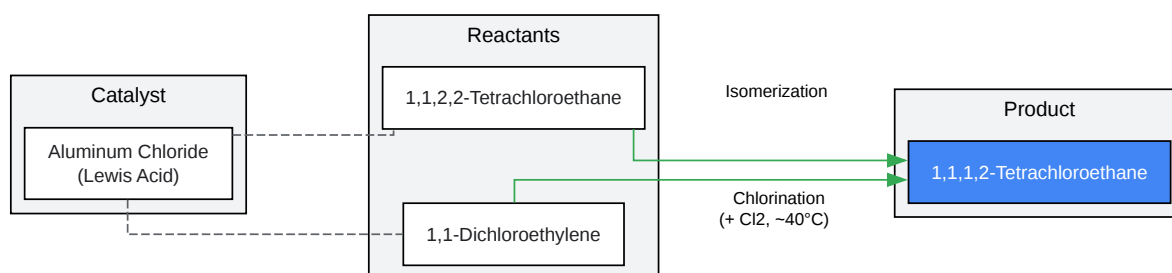 Catalyst
Aluminum Chloride
(Lewis Acid)
Reactants
1,1,2,2-Tetrachloroethane
1,1-Dichloroethylene
Isomerization
Chlorination
(+ Cl2, ~40°C)
Product
1,1,1,2-Tetrachloroethane